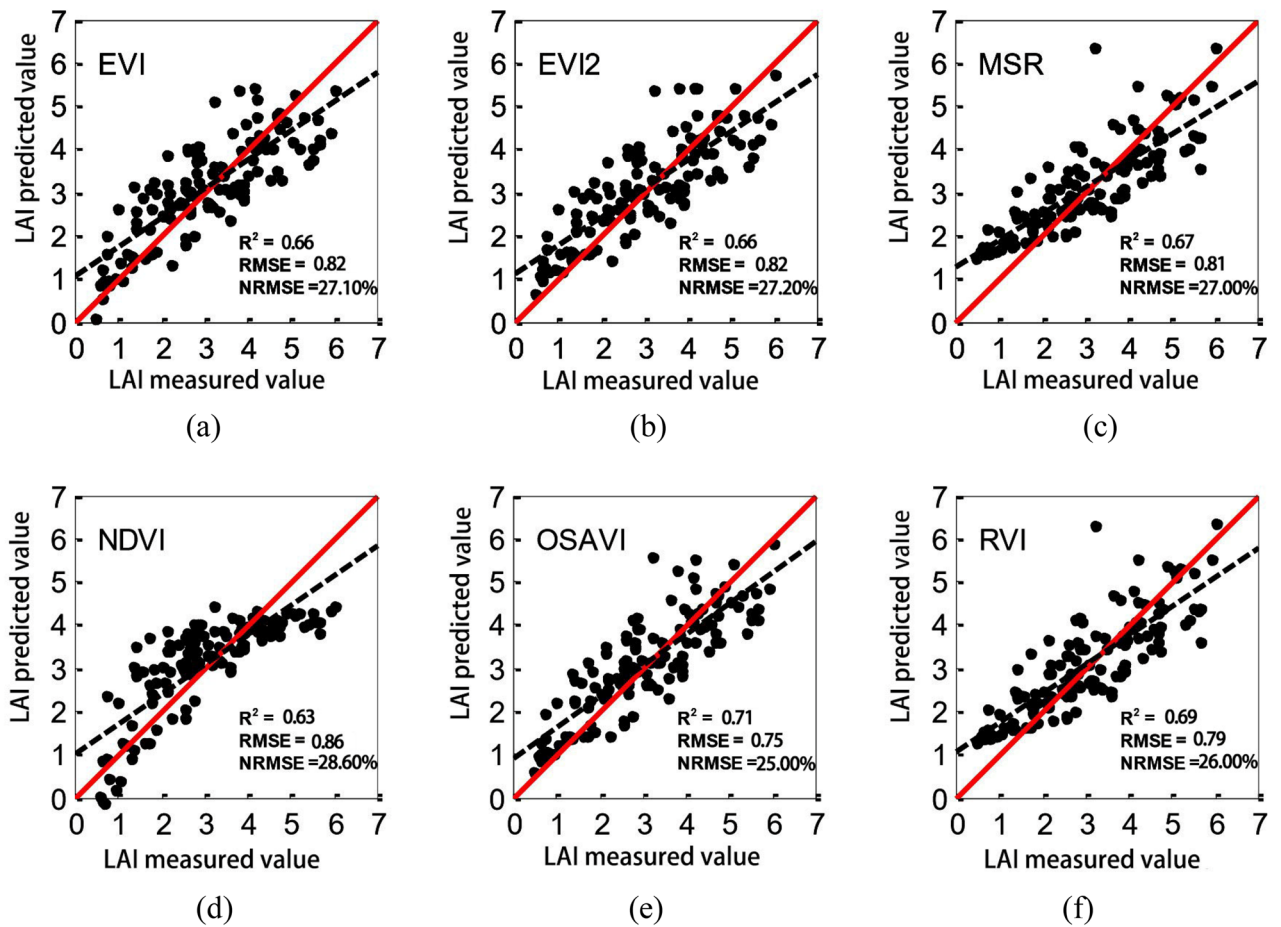 7
6
5
4
3
2
1
0
LAI predicted value
EVI
R² = 0.66
RMSE = 0.82
NRMSE =27.10%
0 1 2 3 4 5 6 7
LAI measured value
(a)
7
6
5
4
3
2
1
0
LAI predicted value
EVI2
R² = 0.66
RMSE = 0.82
NRMSE =27.20%
0 1 2 3 4 5 6 7
LAI measured value
(b)
7
6
5
4
3
2
1
0
LAI predicted value
MSR
R² = 0.67
RMSE = 0.81
NRMSE =27.00%
0 1 2 3 4 5 6 7
LAI measured value
(c)
7
6
5
4
3
2
1
0
LAI predicted value
NDVI
R² = 0.63
RMSE = 0.86
NRMSE =28.60%
0 1 2 3 4 5 6 7
LAI measured value
(d)
7
6
5
4
3
2
1
0
LAI predicted value
OSAVI
R² = 0.71
RMSE = 0.75
NRMSE =25.00%
0 1 2 3 4 5 6 7
LAI measured value
(e)
7
6
5
4
3
2
1
0
LAI predicted value
RVI
R² = 0.69
RMSE = 0.79
NRMSE =26.00%
0 1 2 3 4 5 6 7
LAI measured value
(f)